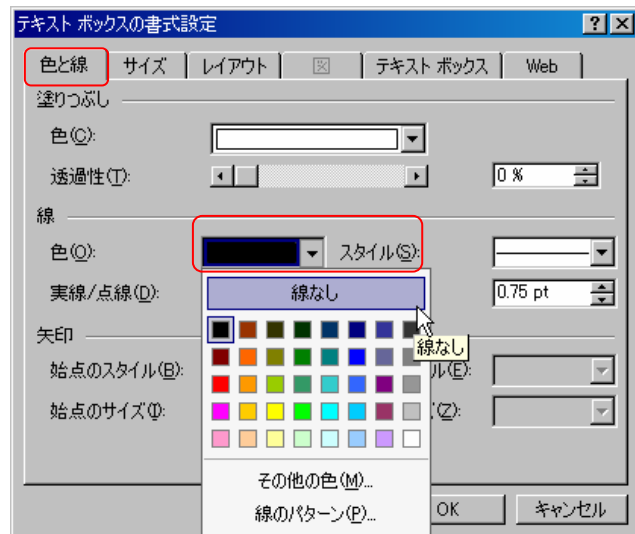 テキスト ボックスの書式設定
色と線 サイズ レイアウト 図 テキスト ボックス Web
塗りつぶし
色(C):
透過性(T): 0 %
線
色(O): スタイル(S):
実線/点線(D): 線なし 0.75 pt
線なし
矢印
始点のスタイル(B): ル(E):
始点のサイズ(I): (Z):
その他の色(M)...
線のパターン(P)... OK キャンセル